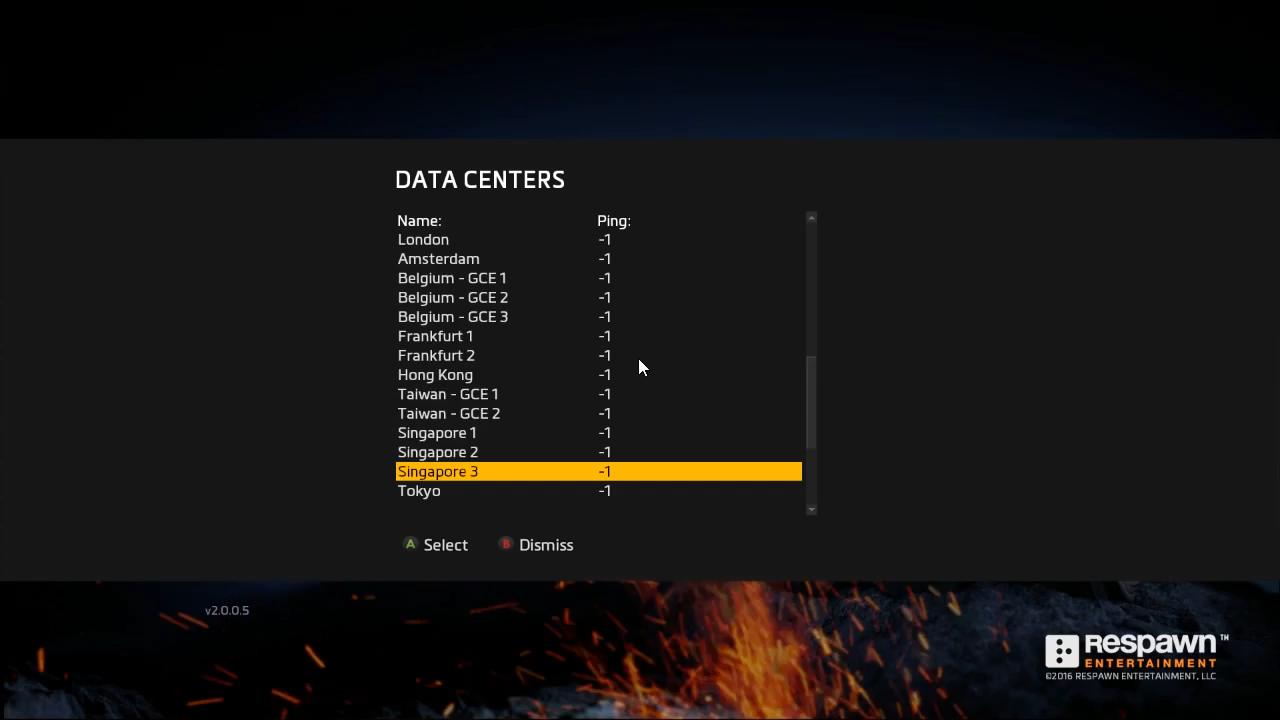 DATA CENTERS
Name: Ping:
London -1
Amsterdam -1
Belgium - GCE 1 -1
Belgium - GCE 2 -1
Belgium - GCE 3 -1
Frankfurt 1 -1
Frankfurt 2 -1
Hong Kong -1
Taiwan - GCE 1 -1
Taiwan - GCE 2 -1
Singapore 1 -1
Singapore 2 -1
Singapore 3 -1
Tokyo -1
A Select B Dismiss
v2.0.0.5
RESPAWN™
ENTERTAINMENT
©2016 RESPAWN ENTERTAINMENT, LLC